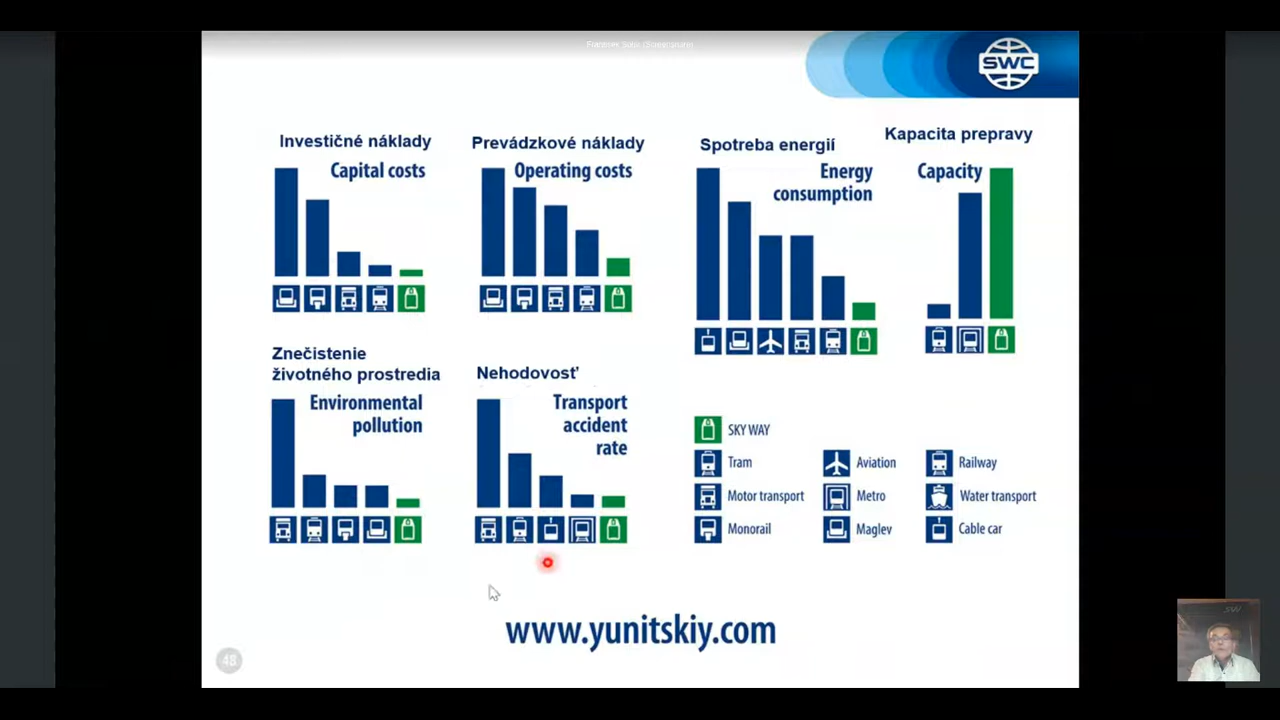 SWC
Investičné náklady
Capital costs
Prevádzkové náklady
Operating costs
Spotreba energií
Energy
consumption
Kapacita prepravy
Capacity
Znečistenie
životného prostredia
Environmental
pollution
Nehodovosť
Transport
accident
rate
SKY WAY
Tram
Aviation
Railway
Motor transport
Metro
Water transport
Monorail
Maglev
Cable car
www.yunitskiy.com
48